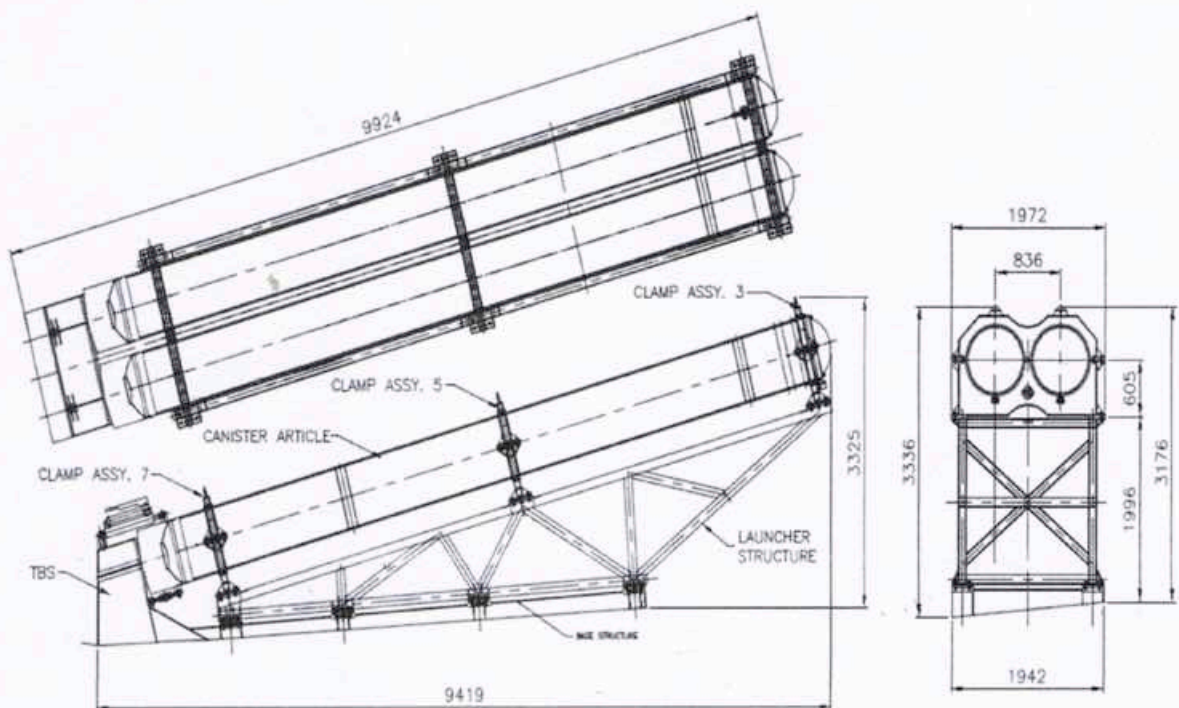 9924
CLAMP ASSY. 3
CLAMP ASSY. 5
CANISTER ARTICLE
CLAMP ASSY. 7
TBS
LAUNCHER
STRUCTURE
BASE STRUCTURE
3325
9419
1972
836
605
3336
1996
3176
1942